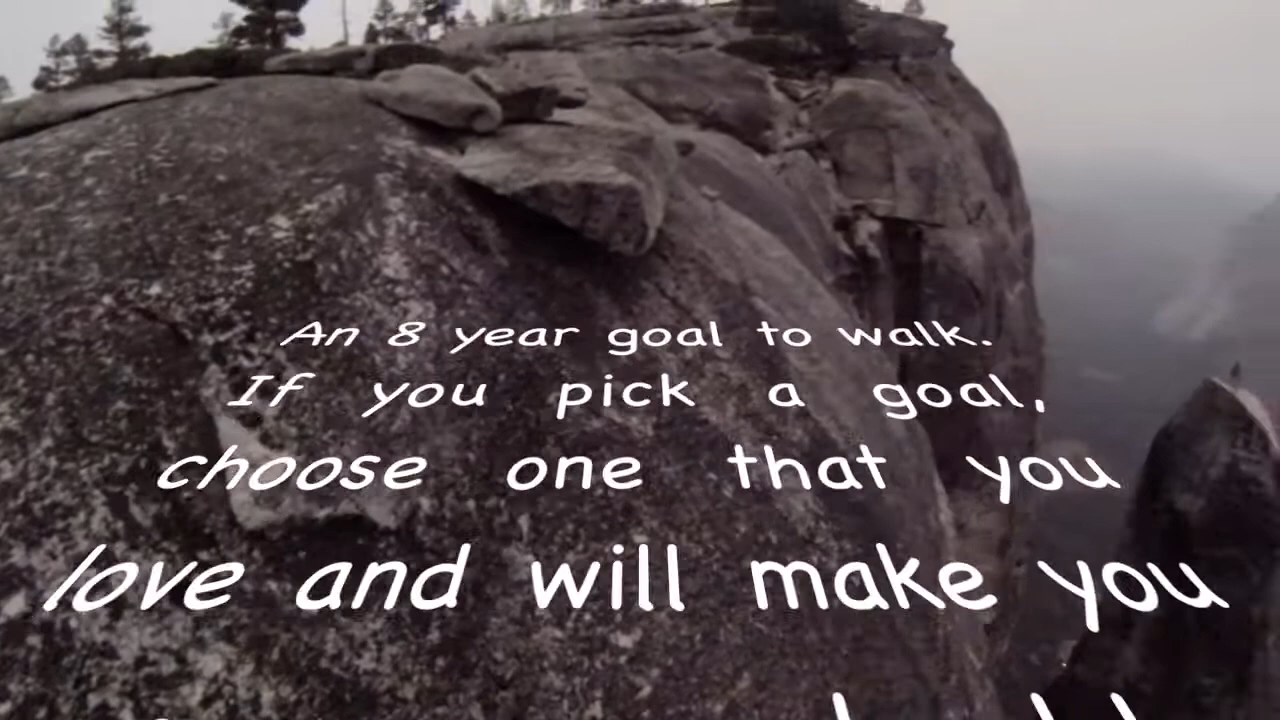 An 8 year goal to walk.
If you pick a goal,
choose one that you
love and will make you